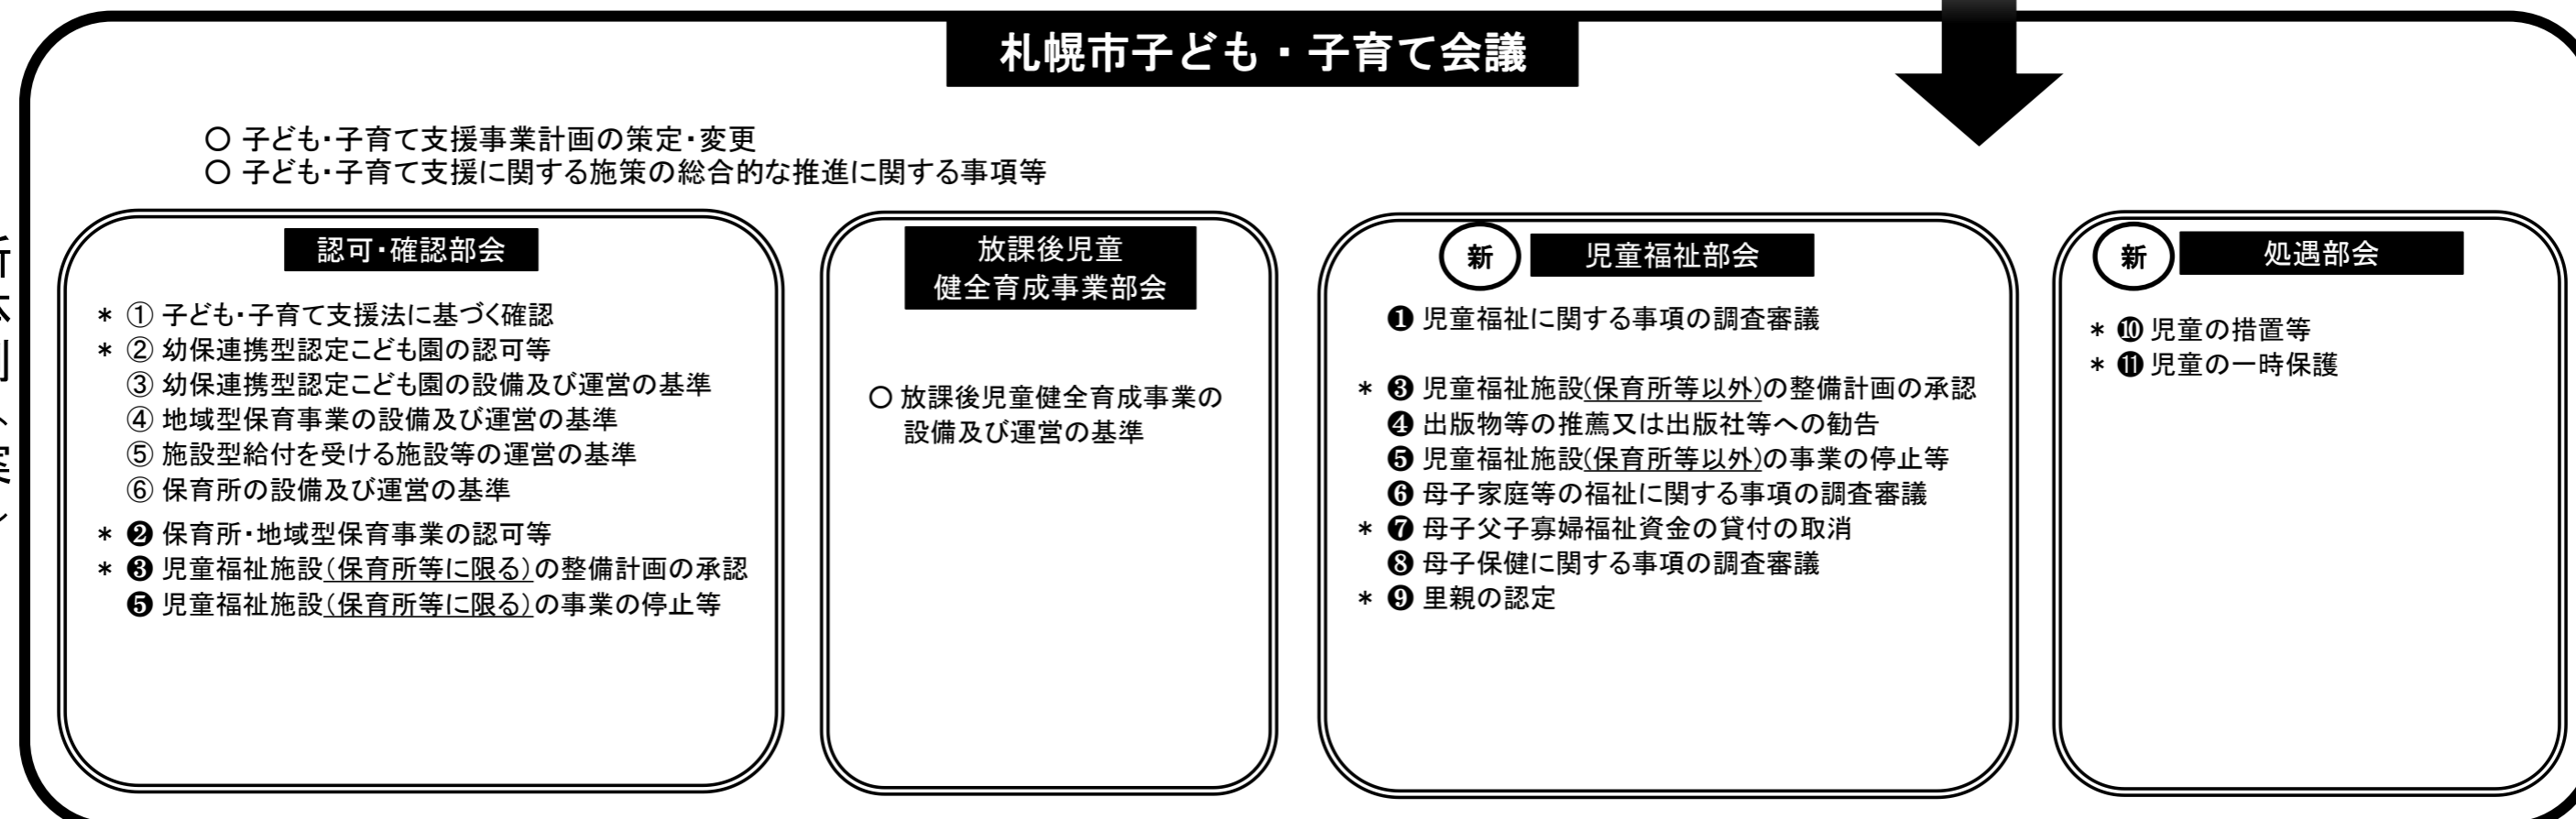 札幌市子ども・子育て会議
〇 子ども・子育て支援事業計画の策定・変更
〇 子ども・子育て支援に関する施策の総合的な推進に関する事項等
認可・確認部会
* ① 子ども・子育て支援法に基づく確認
* ② 幼保連携型認定こども園の認可等
③ 幼保連携型認定こども園の設備及び運営の基準
④ 地域型保育事業の設備及び運営の基準
⑤ 施設型給付を受ける施設等の運営の基準
⑥ 保育所の設備及び運営の基準
* ❷ 保育所・地域型保育事業の認可等
* ❸ 児童福祉施設(保育所等に限る)の整備計画の承認
❺ 児童福祉施設(保育所等に限る)の事業の停止等
放課後児童
健全育成事業部会
〇 放課後児童健全育成事業の
設備及び運営の基準
新 児童福祉部会
❶ 児童福祉に関する事項の調査審議
* ❸ 児童福祉施設(保育所等以外)の整備計画の承認
❹ 出版物等の推薦又は出版社等への勧告
❺ 児童福祉施設(保育所等以外)の事業の停止等
❻ 母子家庭等の福祉に関する事項の調査審議
* ❼ 母子父子寡婦福祉資金の貸付の取消
❽ 母子保健に関する事項の調査審議
* ❾ 里親の認定
新 処遇部会
* ❿ 児童の措置等
* ⓫ 児童の一時保護